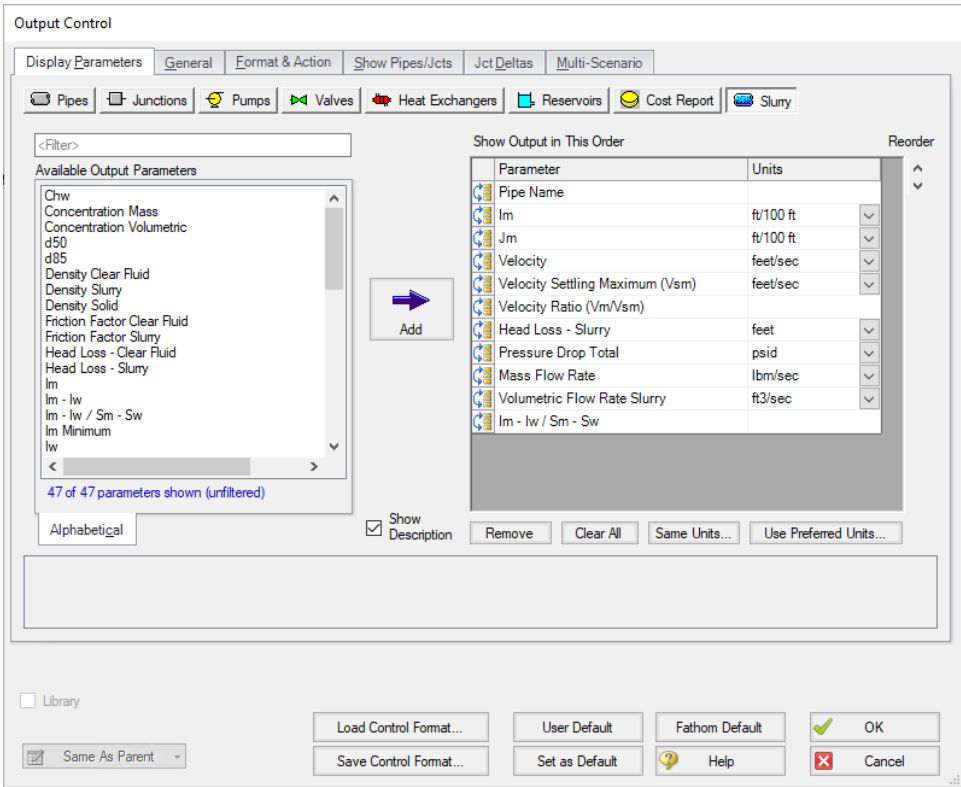 Output Control
Display Parameters General Format & Action Show Pipes/Jcts Jct Deltas Multi-Scenario
Pipes Junctions Pumps Valves Heat Exchangers Reservoirs Cost Report Slurry
<Filter>
Available Output Parameters
Chw
Concentration Mass
Concentration Volumetric
d50
d85
Density Clear Fluid
Density Slurry
Density Solid
Friction Factor Clear Fluid
Friction Factor Slurry
Head Loss - Clear Fluid
Head Loss - Slurry
Im
Im - Iw
Im - Iw / Sm - Sw
Im Minimum
Iw
47 of 47 parameters shown (unfiltered)
Alphabetical
Add
Show
Description
Show Output in This Order Reorder
Parameter Units
Pipe Name
Im ft/100 ft
Jm ft/100 ft
Velocity feet/sec
Velocity Settling Maximum (Vsm) feet/sec
Velocity Ratio (Vm/Vsm)
Head Loss - Slurry feet
Pressure Drop Total psid
Mass Flow Rate lbm/sec
Volumetric Flow Rate Slurry ft3/sec
Im - Iw / Sm - Sw
Remove Clear All Same Units... Use Preferred Units...
Library
Load Control Format... User Default Fathom Default OK
Same As Parent Save Control Format... Set as Default Help Cancel